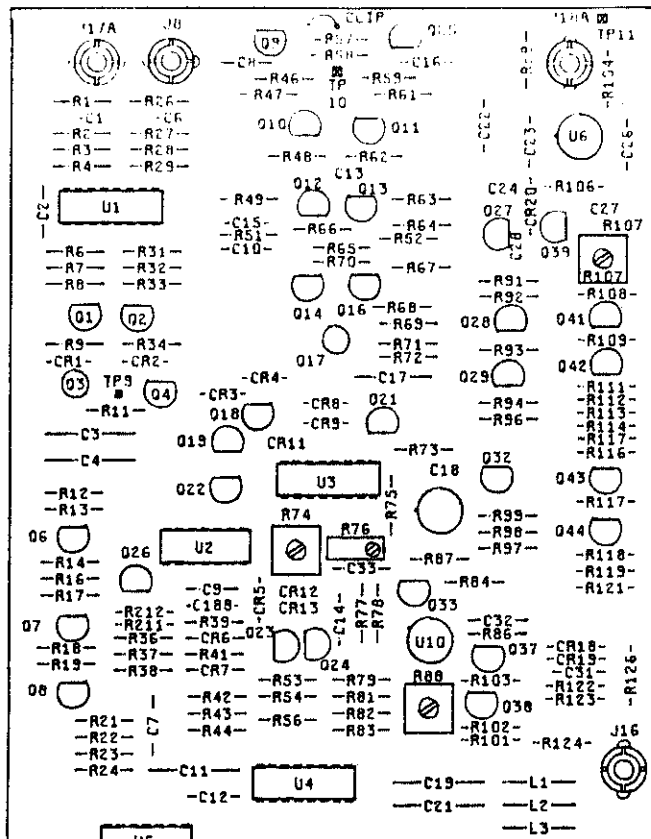 J17A J8 Q9 CLIP J18A TP11
R57
R58
C8 C16
R46 TP 10 R59
R47 R61
R104
R1 R26
C1 C6
R2 R27
R3 R28
R4 R29
Q10 Q11
C22 C23 U6 C26
R48 R62
C13
C2 U1
R49 Q12 Q13 R63
C24 R106
CR20
C15 R66 R64
R51 R52
C10 R65
R70
R67
Q27 C28 Q39
C27
R107
R107
R6 R31
R7 R32
R8 R33
R91
R92 R108
Q1 Q2
Q14 Q16 R68
R69
Q28 Q41
R9 R34
CR1 CR2
Q17 R71
R72
R93 R109
Q42
Q3 TP9 Q4
R11
CR4 C17
CR3
Q29
R111
R112
R113
R114
R117
R116
Q18 CR8
CR9 Q21
R94
R96
C3
C4
Q19 CR11
R73
Q22 U3 R75 C18 Q32 Q43
R12
R13
R117
Q6 U2 R74 R76
R99
R98
R97
Q44
R14
R16
R17
Q26
C33
R87
R118
R119
R121
C9
C188
R39
CR6
R41
CR7
CR5 CR12
CR13
C14 R77 R78 Q33 R84
Q7
R212
R211
R36
R37
R38
Q23 Q24
U10
C32
R86
Q37
R18
R19
CR18
CR19
C31
R122
R123
R126
Q8
R53 R79
R54 R81
R56 R82
R83
R88 R103
Q38
R42
R43
R44
C7
R21
R22
R23
R24
R102
R101 R124
J16
C11 U4
C12
C19 L1
C21 L2
L3